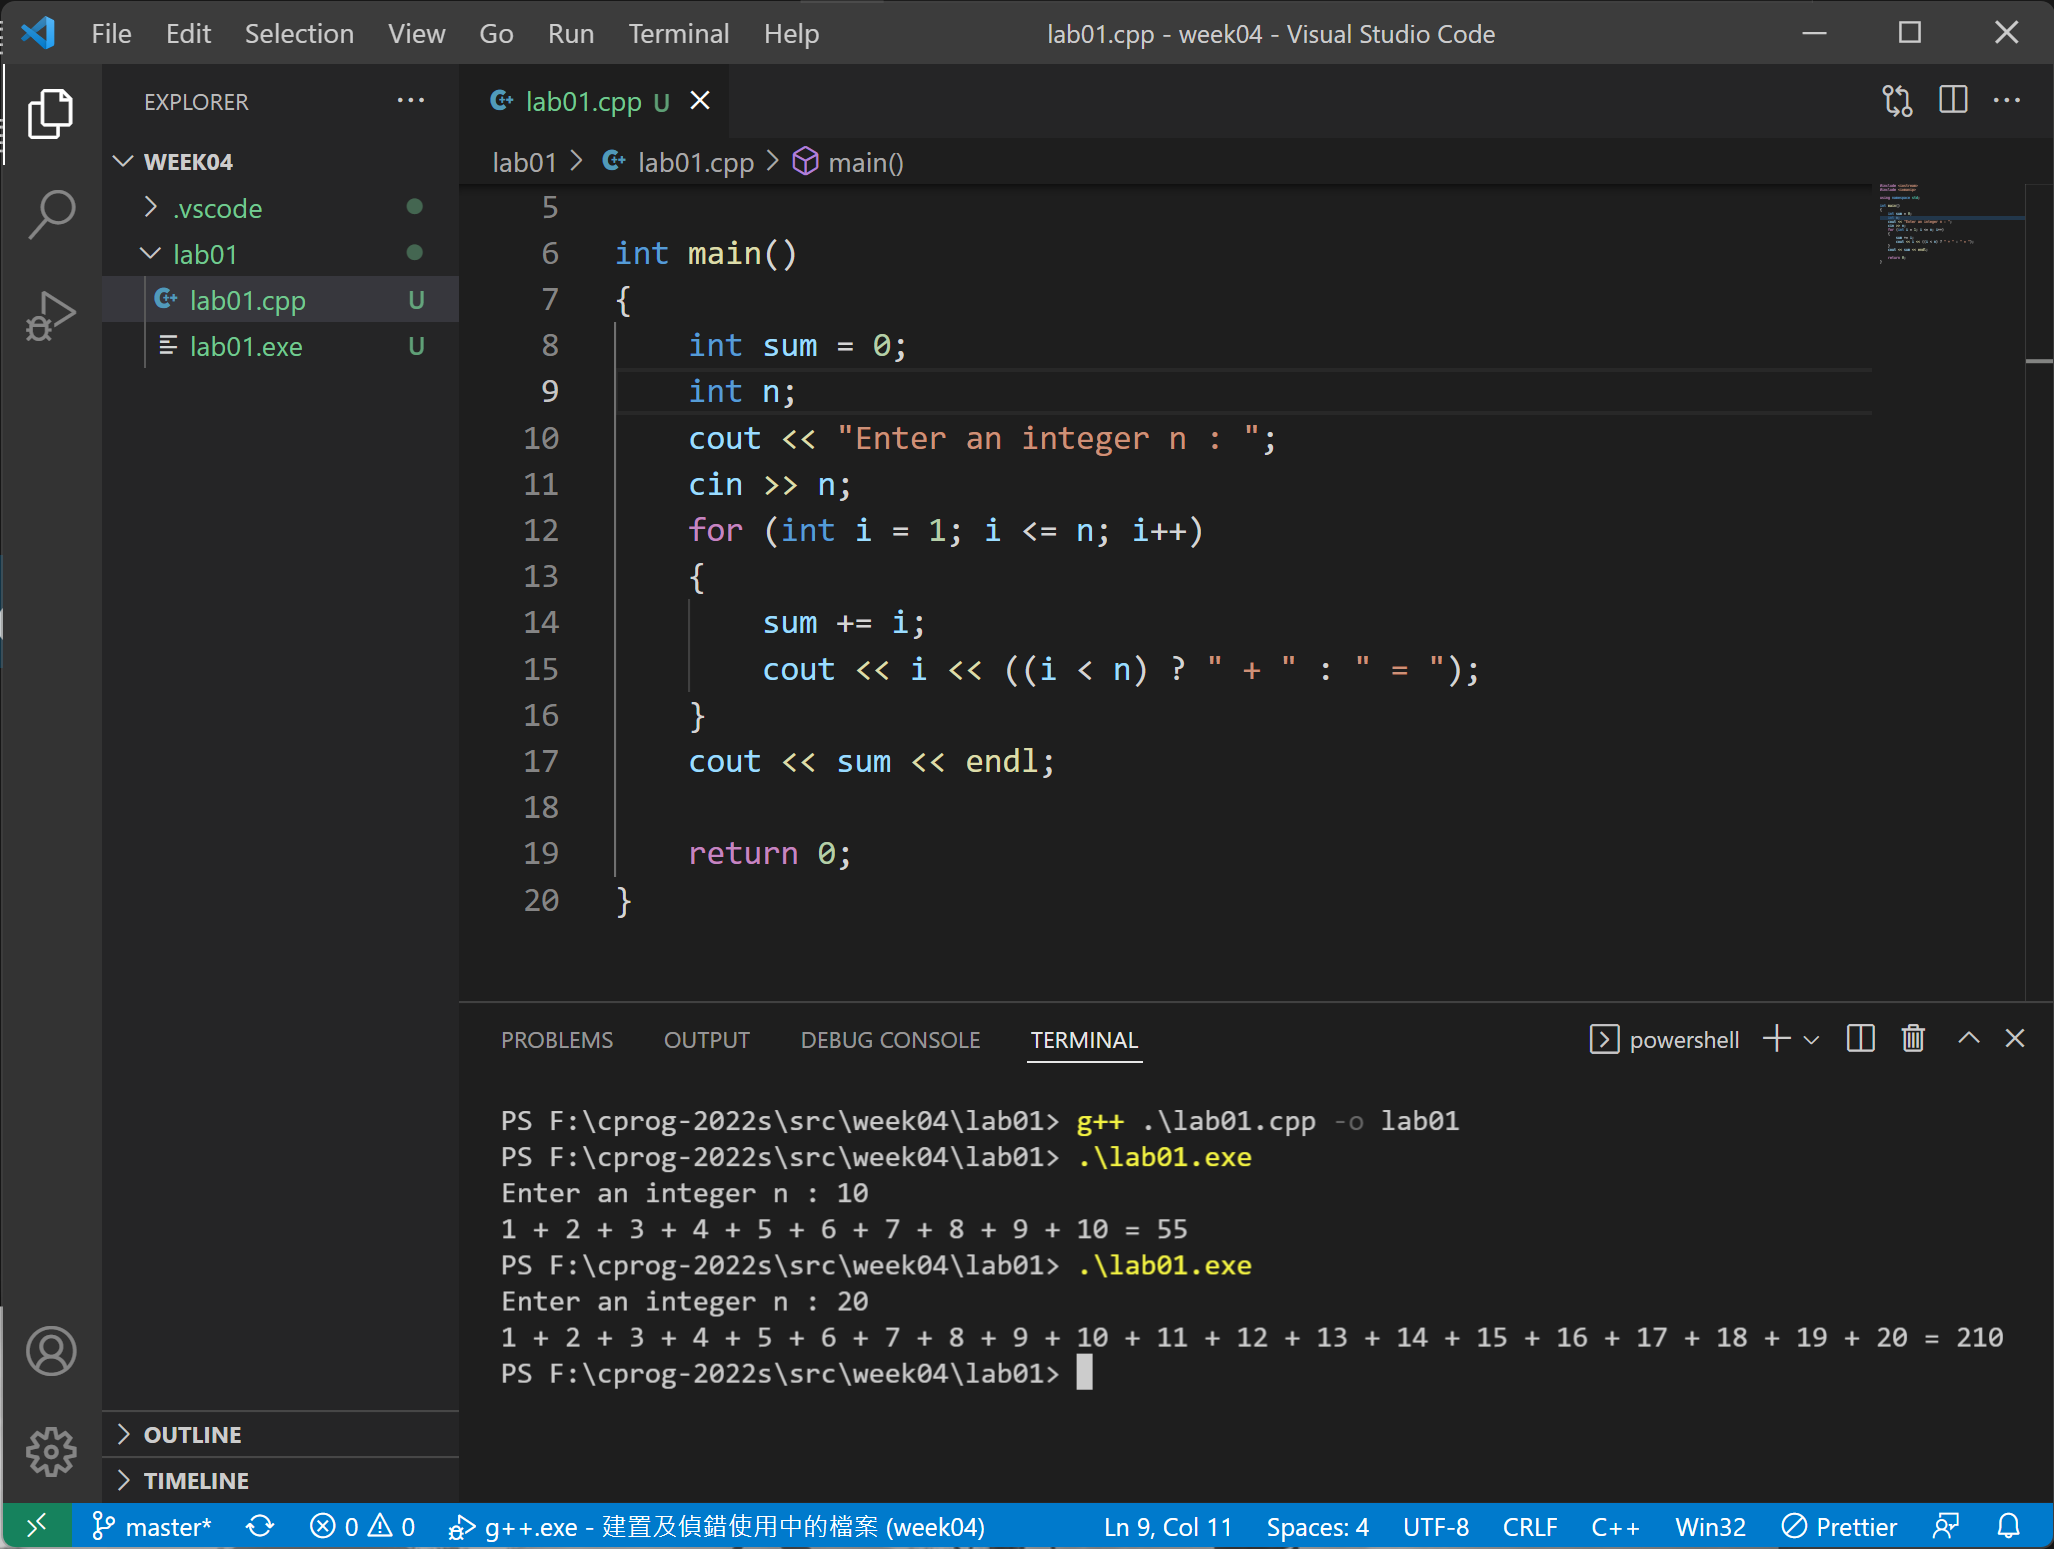 File Edit Selection View Go Run Terminal Help lab01.cpp - week04 - Visual Studio Code
EXPLORER
WEEK04
.vscode
lab01
lab01.cpp U
lab01.exe U
OUTLINE
TIMELINE
lab01.cpp U
lab01 > lab01.cpp > main()
5
6 int main()
7 {
8     int sum = 0;
9     int n;
10     cout << "Enter an integer n : ";
11     cin >> n;
12     for (int i = 1; i <= n; i++)
13     {
14         sum += i;
15         cout << i << ((i < n) ? " + " : " = ");
16     }
17     cout << sum << endl;
18
19     return 0;
20 }
PROBLEMS OUTPUT DEBUG CONSOLE TERMINAL powershell
PS F:\cprog-2022s\src\week04\lab01> g++ .\lab01.cpp -o lab01
PS F:\cprog-2022s\src\week04\lab01> .\lab01.exe
Enter an integer n : 10
1 + 2 + 3 + 4 + 5 + 6 + 7 + 8 + 9 + 10 = 55
PS F:\cprog-2022s\src\week04\lab01> .\lab01.exe
Enter an integer n : 20
1 + 2 + 3 + 4 + 5 + 6 + 7 + 8 + 9 + 10 + 11 + 12 + 13 + 14 + 15 + 16 + 17 + 18 + 19 + 20 = 210
PS F:\cprog-2022s\src\week04\lab01>
master* 0 0 g++.exe - 建置及偵錯使用中的檔案 (week04) Ln 9, Col 11 Spaces: 4 UTF-8 CRLF C++ Win32 Prettier